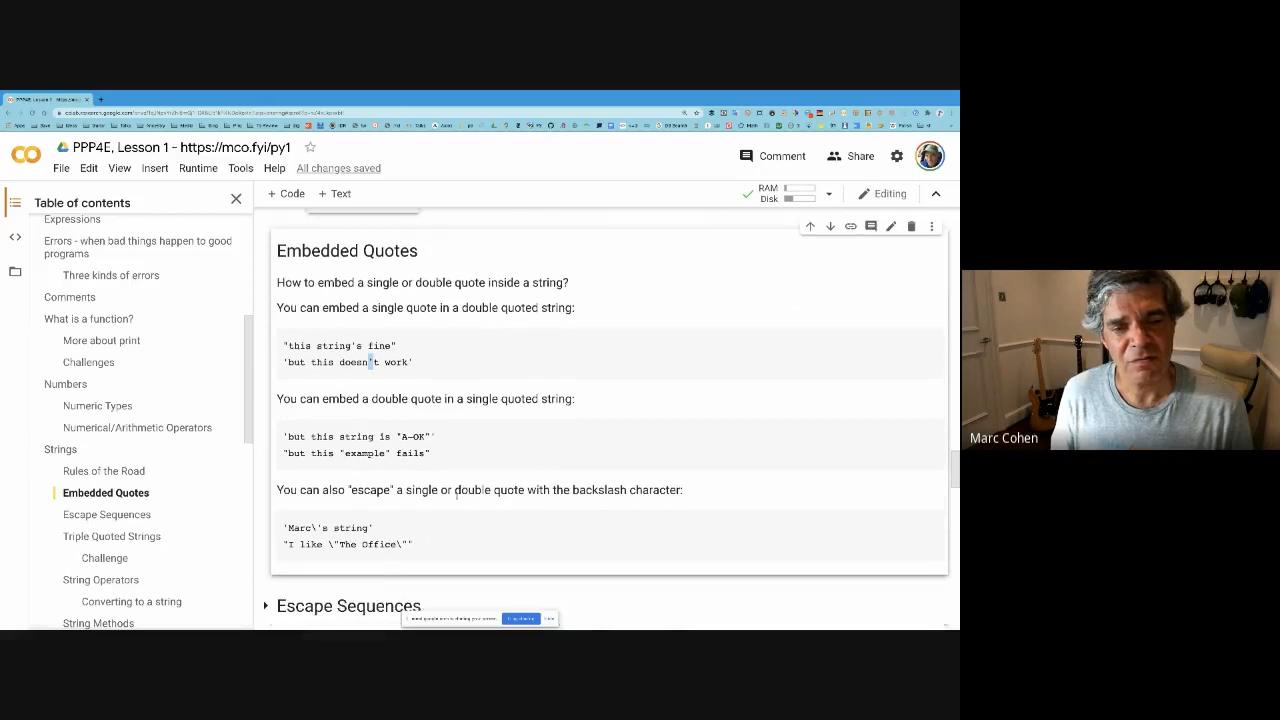 PPP4E, Lesson 1 - https://mco.fyi/py1
File Edit View Insert Runtime Tools Help All changes saved
Comment Share
Table of contents
+ Code + Text
RAM
Disk
Editing
Expressions
Errors - when bad things happen to good
programs
Three kinds of errors
Comments
What is a function?
More about print
Challenges
Numbers
Numeric Types
Numerical/Arithmetic Operators
Strings
Rules of the Road
Embedded Quotes
Escape Sequences
Triple Quoted Strings
Challenge
String Operators
Converting to a string
String Methods
Embedded Quotes
How to embed a single or double quote inside a string?
You can embed a single quote in a double quoted string:
"this string's fine"
'but this doesn't work'
You can embed a double quote in a single quoted string:
'but this string is "A-OK"'
"but this "example" fails"
You can also "escape" a single or double quote with the backslash character:
'Marc\'s string'
"I like \"The Office\""
Escape Sequences
Marc Cohen